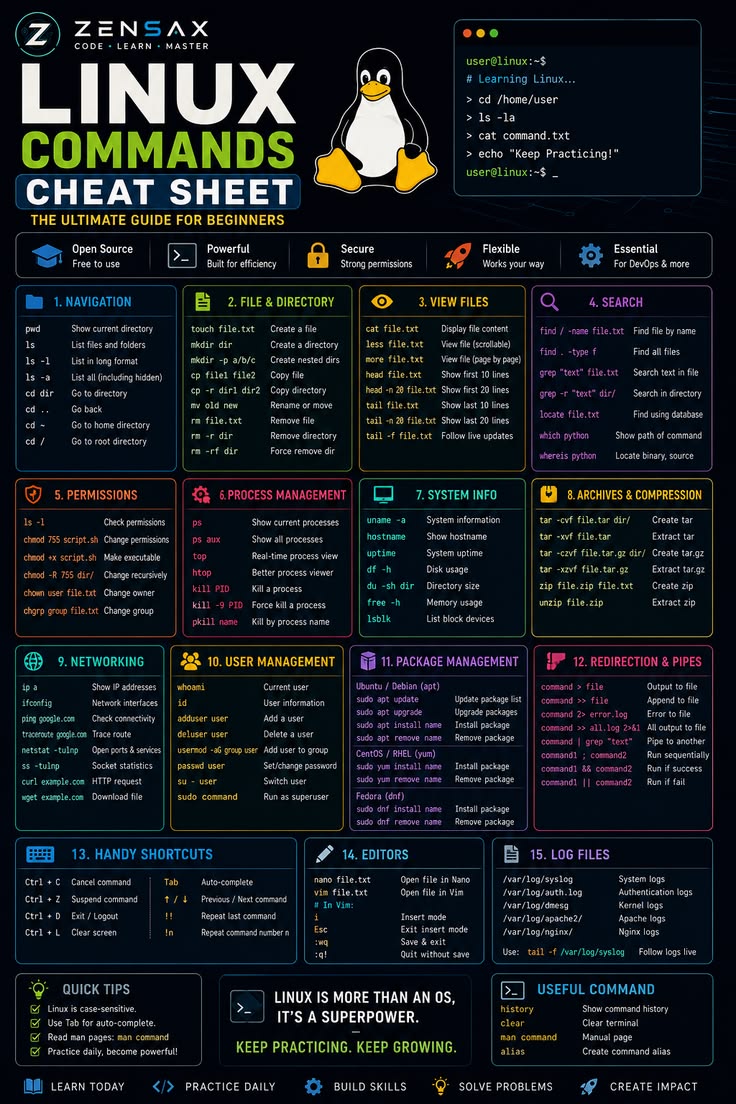 Z ZENSAX
CODE • LEARN • MASTER
LINUX
COMMANDS
CHEAT SHEET
THE ULTIMATE GUIDE FOR BEGINNERS
user@linux:~$
# Learning Linux...
> cd /home/user
> ls -la
> cat command.txt
> echo "Keep Practicing!"
user@linux:~$ _
Open Source
Free to use
>_ Powerful
Built for efficiency
Secure
Strong permissions
Flexible
Works your way
Essential
For DevOps & more
1. NAVIGATION
pwd Show current directory
ls List files and folders
ls -l List in long format
ls -a List all (including hidden)
cd dir Go to directory
cd .. Go back
cd ~ Go to home directory
cd / Go to root directory
2. FILE & DIRECTORY
touch file.txt Create a file
mkdir dir Create a directory
mkdir -p a/b/c Create nested dirs
cp file1 file2 Copy file
cp -r dir1 dir2 Copy directory
mv old new Rename or move
rm file.txt Remove file
rm -r dir Remove directory
rm -rf dir Force remove dir
3. VIEW FILES
cat file.txt Display file content
less file.txt View file (scrollable)
more file.txt View file (page by page)
head file.txt Show first 10 lines
head -n 20 file.txt Show first 20 lines
tail file.txt Show last 10 lines
tail -n 20 file.txt Show last 20 lines
tail -f file.txt Follow live updates
4. SEARCH
find / -name file.txt Find file by name
find . -type f Find all files
grep "text" file.txt Search text in file
grep -r "text" dir/ Search in directory
locate file.txt Find using database
which python Show path of command
whereis python Locate binary, source
5. PERMISSIONS
ls -l Check permissions
chmod 755 script.sh Change permissions
chmod +x script.sh Make executable
chmod -R 755 dir/ Change recursively
chown user file.txt Change owner
chgrp group file.txt Change group
6. PROCESS MANAGEMENT
ps Show current processes
ps aux Show all processes
top Real-time process view
htop Better process viewer
kill PID Kill a process
kill -9 PID Force kill a process
pkill name Kill by process name
7. SYSTEM INFO
uname -a System information
hostname Show hostname
uptime System uptime
df -h Disk usage
du -sh dir Directory size
free -h Memory usage
lsblk List block devices
8. ARCHIVES & COMPRESSION
tar -cvf file.tar dir/ Create tar
tar -xvf file.tar Extract tar
tar -czvf file.tar.gz dir/ Create tar.gz
tar -xzvf file.tar.gz Extract tar.gz
zip file.zip file.txt Create zip
unzip file.zip Extract zip
9. NETWORKING
ip a Show IP addresses
ifconfig Network interfaces
ping google.com Check connectivity
traceroute google.com Trace route
netstat -tulnp Open ports & services
ss -tulnp Socket statistics
curl example.com HTTP request
wget example.com Download file
10. USER MANAGEMENT
whoami Current user
id User information
adduser user Add a user
deluser user Delete a user
usermod -aG group user Add user to group
passwd user Set/change password
su - user Switch user
sudo command Run as superuser
11. PACKAGE MANAGEMENT
Ubuntu / Debian (apt)
sudo apt update Update package list
sudo apt upgrade Upgrade packages
sudo apt install name Install package
sudo apt remove name Remove package
CentOS / RHEL (yum)
sudo yum install name Install package
sudo yum remove name Remove package
Fedora (dnf)
sudo dnf install name Install package
sudo dnf remove name Remove package
12. REDIRECTION & PIPES
command > file Output to file
command >> file Append to file
command 2> error.log Error to file
command >> all.log 2>&1 All output to file
command | grep "text" Pipe to another
command1 ; command2 Run sequentially
command1 && command2 Run if success
command1 || command2 Run if fail
13. HANDY SHORTCUTS
Ctrl + C Cancel command
Ctrl + Z Suspend command
Ctrl + D Exit / Logout
Ctrl + L Clear screen
Tab Auto-complete
↑ / ↓ Previous / Next command
!! Repeat last command
!n Repeat command number n
14. EDITORS
nano file.txt Open file in Nano
vim file.txt Open file in Vim
# In Vim:
i Insert mode
Esc Exit insert mode
:wq Save & exit
:q! Quit without save
15. LOG FILES
/var/log/syslog System logs
/var/log/auth.log Authentication logs
/var/log/dmesg Kernel logs
/var/log/apache2/ Apache logs
/var/log/nginx/ Nginx logs
Use: tail -f /var/log/syslog Follow logs live
QUICK TIPS
Linux is case-sensitive.
Use Tab for auto-complete.
Read man pages: man command
Practice daily, become powerful!
>_ LINUX IS MORE THAN AN OS,
IT'S A SUPERPOWER.
—
KEEP PRACTICING. KEEP GROWING.
>_ USEFUL COMMAND
history Show command history
clear Clear terminal
man command Manual page
alias Create command alias
LEARN TODAY
</> PRACTICE DAILY
BUILD SKILLS
SOLVE PROBLEMS
CREATE IMPACT